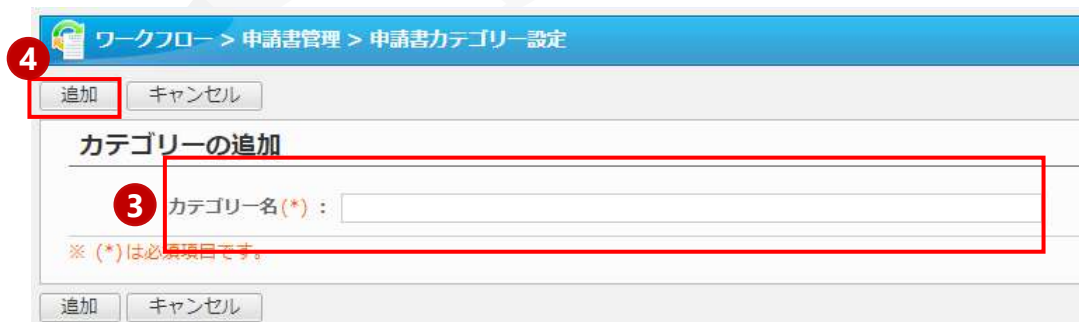 ワークフロー > 申請書管理 > 申請書カテゴリー設定
4
追加 キャンセル
カテゴリーの追加
3 カテゴリー名(*) :
※ (*)は必須項目です。
追加 キャンセル